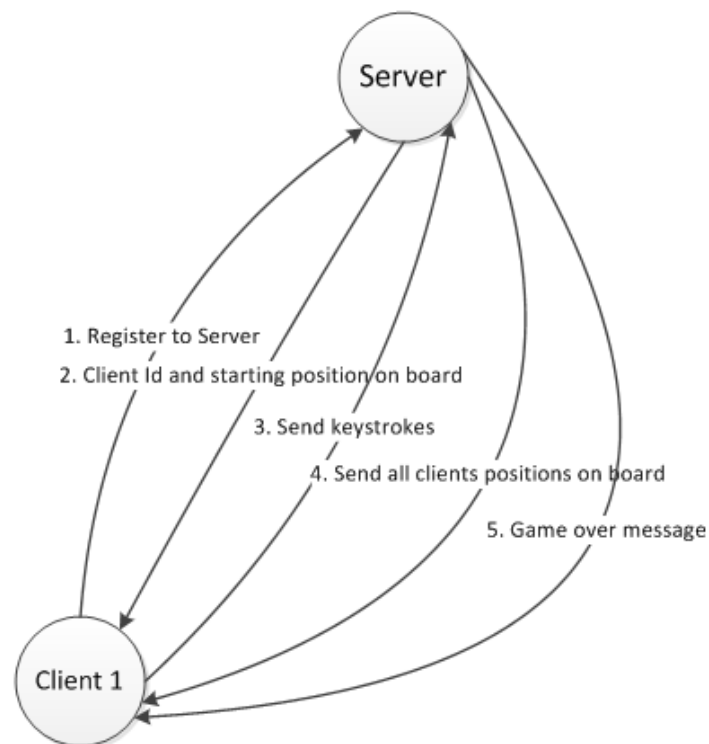 Server
1. Register to Server
2. Client Id and starting position on board
3. Send keystrokes
4. Send all clients positions on board
5. Game over message
Client 1